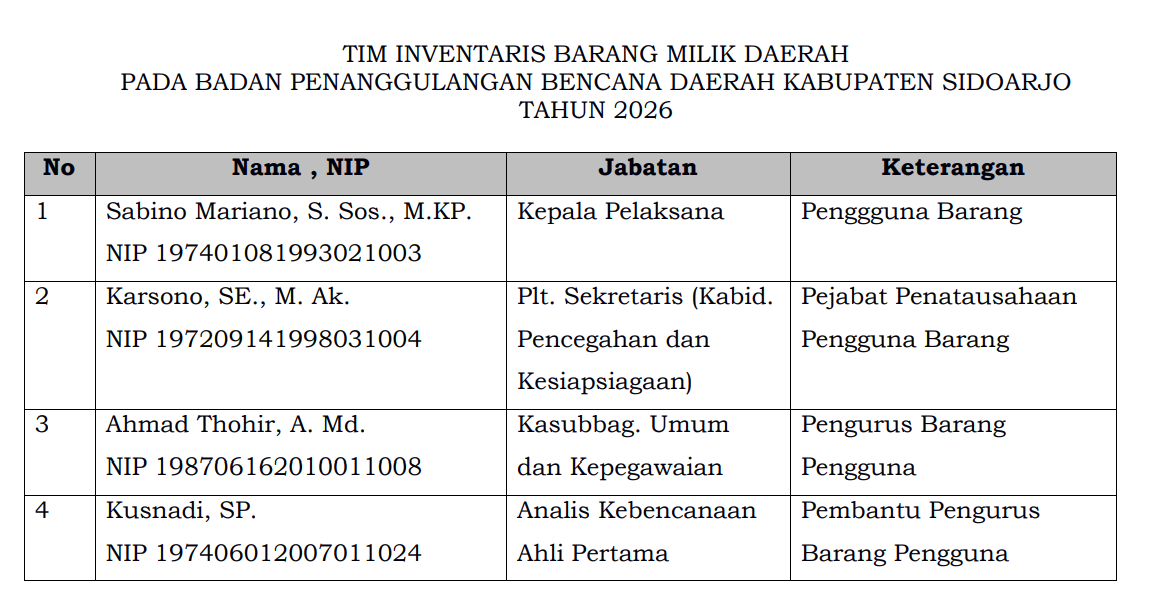 TIM INVENTARIS BARANG MILIK DAERAH
PADA BADAN PENANGGULANGAN BENCANA DAERAH KABUPATEN SIDOARJO
TAHUN 2026
No Nama , NIP Jabatan Keterangan
1 Sabino Mariano, S. Sos., M.KP. Kepala Pelaksana Penggguna Barang
NIP 197401081993021003
2 Karsono, SE., M. Ak. Plt. Sekretaris (Kabid. Pejabat Penatausahaan
NIP 197209141998031004 Pencegahan dan Pengguna Barang
Kesiapsiagaan)
3 Ahmad Thohir, A. Md. Kasubbag. Umum Pengurus Barang
NIP 198706162010011008 dan Kepegawaian Pengguna
4 Kusnadi, SP. Analis Kebencanaan Pembantu Pengurus
NIP 197406012007011024 Ahli Pertama Barang Pengguna